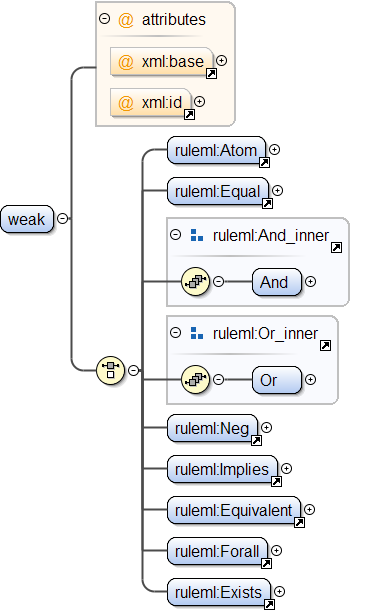 @ attributes
@ xml:base
@ xml:id
weak
ruleml:Atom
ruleml:Equal
ruleml:And_inner
And
ruleml:Or_inner
Or
ruleml:Neg
ruleml:Implies
ruleml:Equivalent
ruleml:Forall
ruleml:Exists